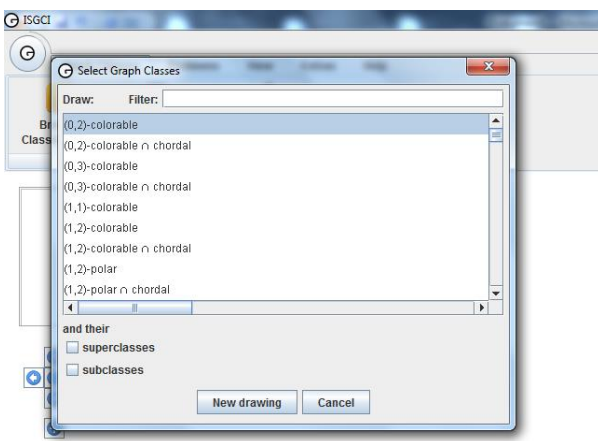 ISGCI
Select Graph Classes
Draw: Filter:
(0,2)-colorable
(0,2)-colorable ∩ chordal
(0,3)-colorable
(0,3)-colorable ∩ chordal
(1,1)-colorable
(1,2)-colorable
(1,2)-colorable ∩ chordal
(1,2)-polar
(1,2)-polar ∩ chordal
and their
superclasses
subclasses
New drawing Cancel
Br
Class